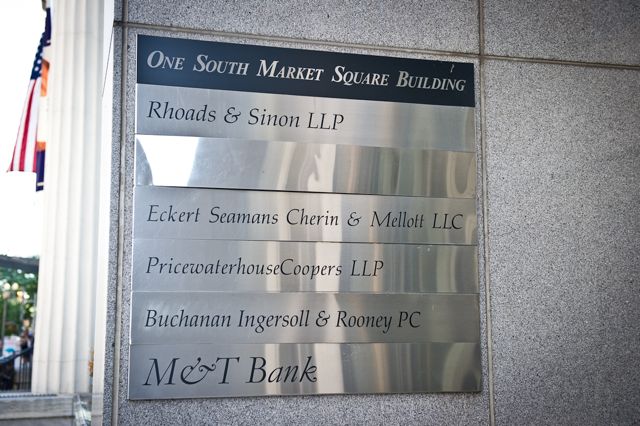 One South Market Square Building
Rhoads & Sinon LLP
Eckert Seamans Cherin & Mellott LLC
PricewaterhouseCoopers LLP
Buchanan Ingersoll & Rooney PC
M&T Bank